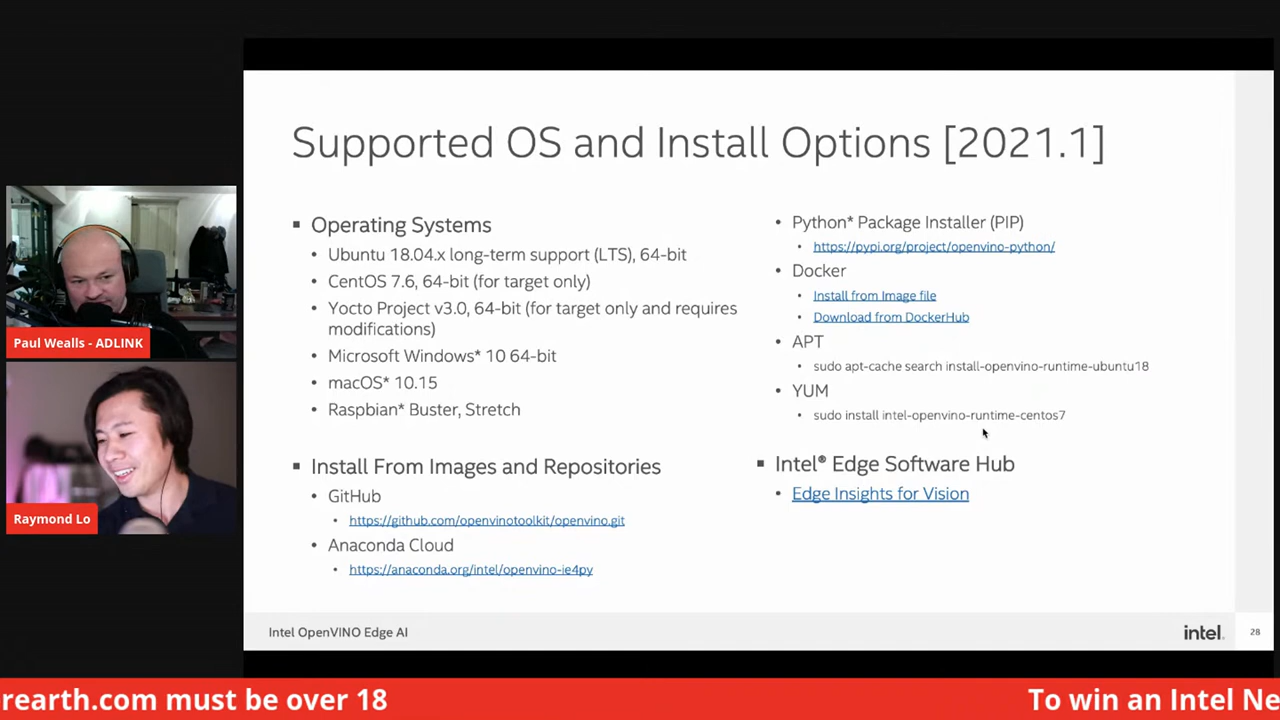 Supported OS and Install Options [2021.1]
▪ Operating Systems
• Ubuntu 18.04.x long-term support (LTS), 64-bit
• CentOS 7.6, 64-bit (for target only)
• Yocto Project v3.0, 64-bit (for target only and requires
modifications)
• Microsoft Windows* 10 64-bit
• macOS* 10.15
• Raspbian* Buster, Stretch
▪ Install From Images and Repositories
• GitHub
• https://github.com/openvinotoolkit/openvino.git
• Anaconda Cloud
• https://anaconda.org/intel/openvino-ie4py
• Python* Package Installer (PIP)
• https://pypi.org/project/openvino-python/
• Docker
• Install from Image file
• Download from DockerHub
• APT
• sudo apt-cache search install-openvino-runtime-ubuntu18
• YUM
• sudo install intel-openvino-runtime-centos7
▪ Intel® Edge Software Hub
• Edge Insights for Vision
Paul Wealls - ADLINK
Raymond Lo
Intel OpenVINO Edge AI
intel.
28
rearth.com must be over 18
To win an Intel Ne